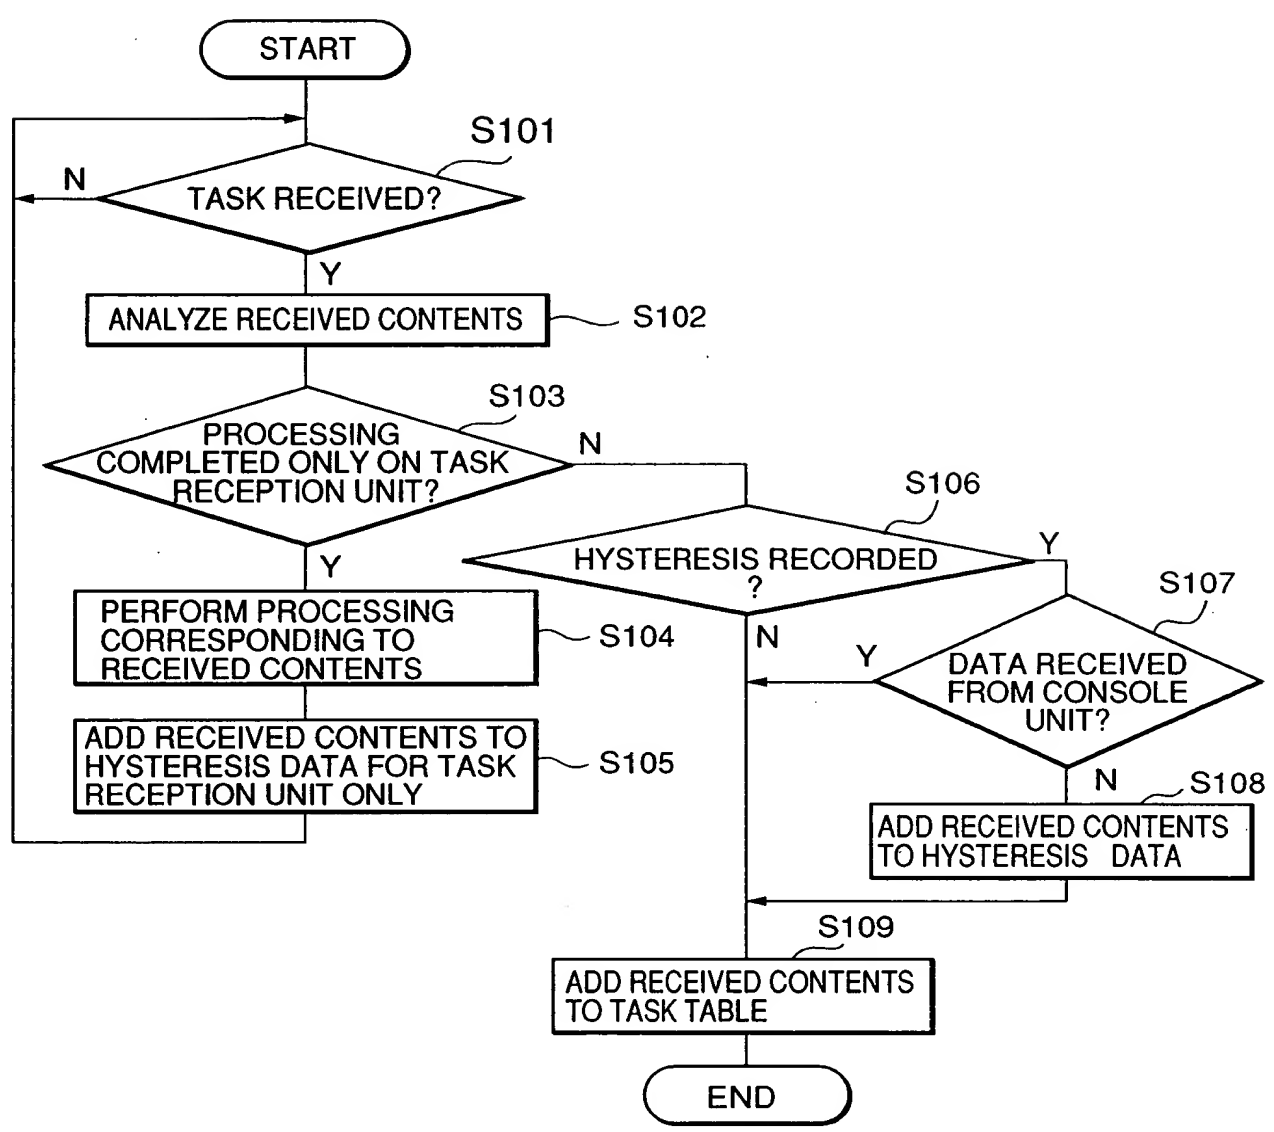 START
S101
N
TASK RECEIVED?
Y
ANALYZE RECEIVED CONTENTS
S102
S103
PROCESSING
COMPLETED ONLY ON TASK
RECEPTION UNIT?
N
Y
S106
HYSTERESIS RECORDED
?
Y
N
PERFORM PROCESSING
CORRESPONDING TO
RECEIVED CONTENTS
S104
S107
DATA RECEIVED
FROM CONSOLE
UNIT?
Y
N
ADD RECEIVED CONTENTS TO
HYSTERESIS DATA FOR TASK
RECEPTION UNIT ONLY
S105
S108
ADD RECEIVED CONTENTS
TO HYSTERESIS DATA
S109
ADD RECEIVED CONTENTS
TO TASK TABLE
END